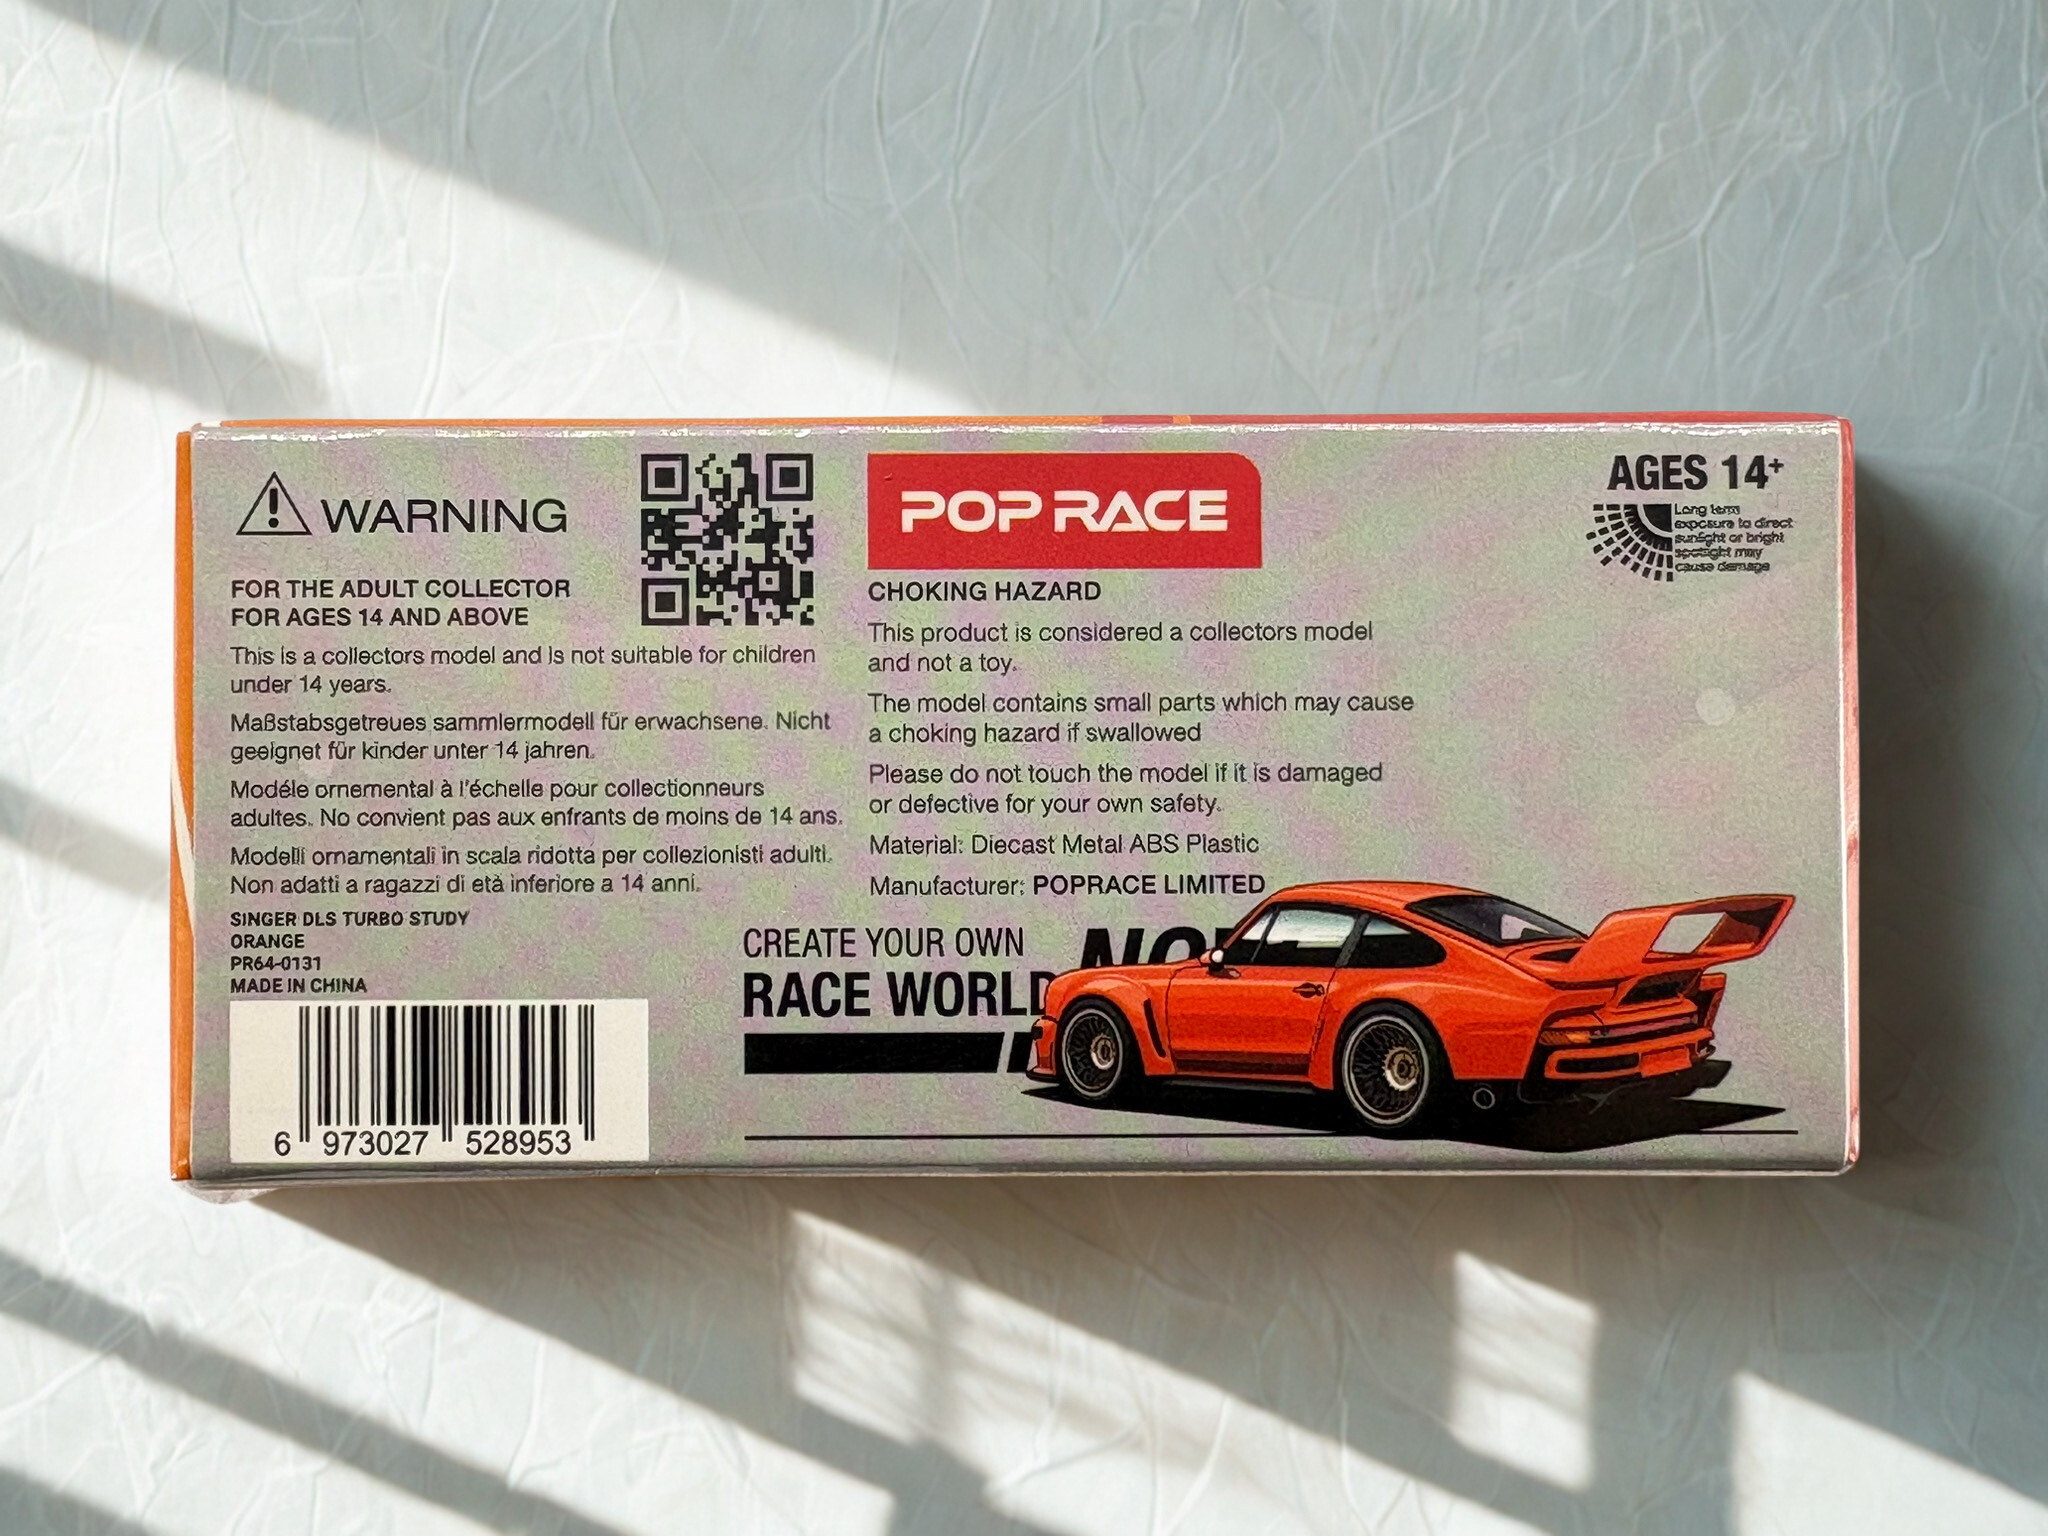 WARNING
FOR THE ADULT COLLECTOR
FOR AGES 14 AND ABOVE
This is a collectors model and is not suitable for children
under 14 years.
Maßstabsgetreues sammlermodell für erwachsene. Nicht
geeignet für kinder unter 14 jahren.
Modéle ornemental à l'échelle pour collectionneurs
adultes. No convient pas aux enfrants de moins de 14 ans.
Modelli ornamentali in scala ridotta per collezionisti adulti.
Non adatti a ragazzi di età inferiore a 14 anni.
SINGER DLS TURBO STUDY
ORANGE
PR64-0131
MADE IN CHINA
6 973027 528953
POP RACE
CHOKING HAZARD
This product is considered a collectors model
and not a toy.
The model contains small parts which may cause
a choking hazard if swallowed
Please do not touch the model if it is damaged
or defective for your own safety.
Material: Diecast Metal ABS Plastic
Manufacturer: POPRACE LIMITED
CREATE YOUR OWN
RACE WORLD
AGES 14+
Long term
exposure to direct
sunlight or bright
spotlight may
cause damage